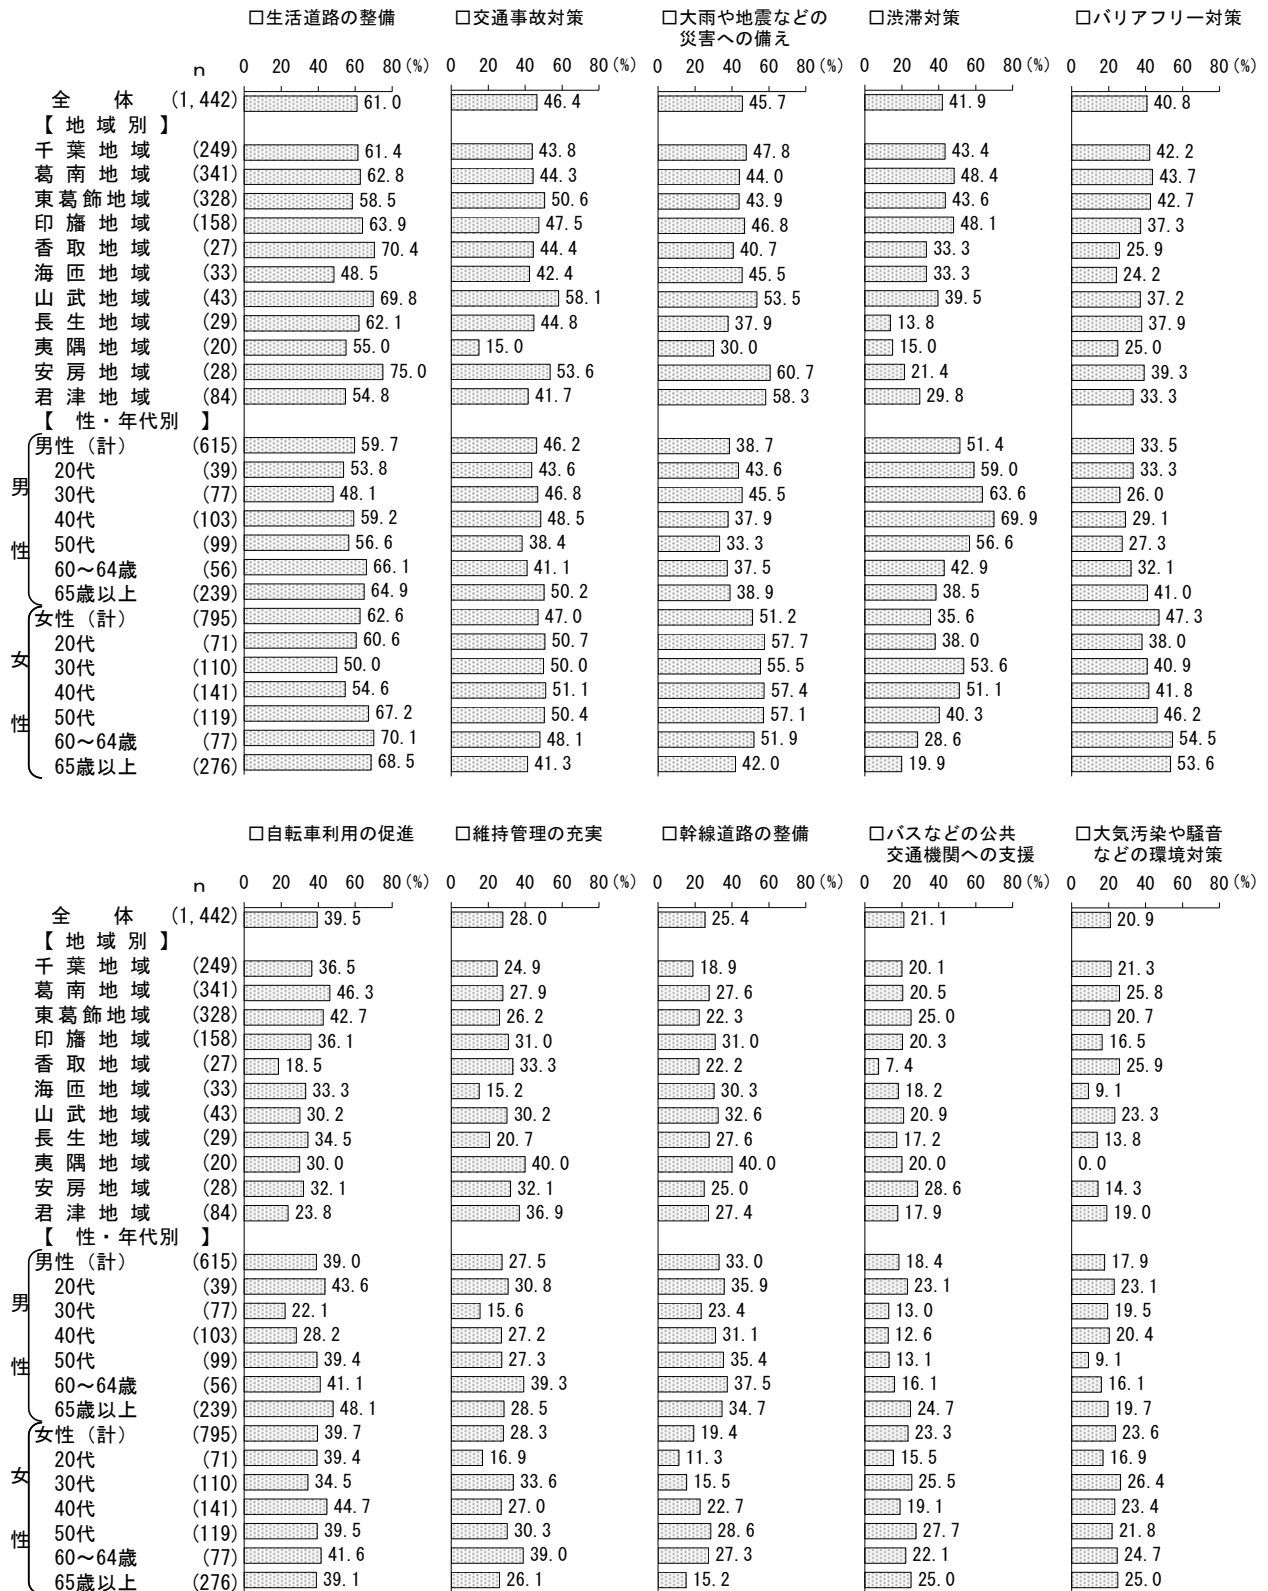 □生活道路の整備 □交通事故対策 □大雨や地震などの □渋滞対策 □バリアフリー対策
災害への備え
n 0 20 40 60 80(%) 0 20 40 60 80(%) 0 20 40 60 80(%) 0 20 40 60 80(%) 0 20 40 60 80(%)
全 体 (1,442) 61.0 46.4 45.7 41.9 40.8
【地域別】
千葉地域 (249) 61.4 43.8 47.8 43.4 42.2
葛南地域 (341) 62.8 44.3 44.0 48.4 43.7
東葛飾地域 (328) 58.5 50.6 43.9 43.6 42.7
印旛地域 (158) 63.9 47.5 46.8 48.1 37.3
香取地域 (27) 70.4 44.4 40.7 33.3 25.9
海匝地域 (33) 48.5 42.4 45.5 33.3 24.2
山武地域 (43) 69.8 58.1 53.5 39.5 37.2
長生地域 (29) 62.1 44.8 37.9 13.8 37.9
夷隅地域 (20) 55.0 15.0 30.0 15.0 25.0
安房地域 (28) 75.0 53.6 60.7 21.4 39.3
君津地域 (84) 54.8 41.7 58.3 29.8 33.3
【 性・年代別 】
男性（計） (615) 59.7 46.2 38.7 51.4 33.5
20代 (39) 53.8 43.6 43.6 59.0 33.3
男 30代 (77) 48.1 46.8 45.5 63.6 26.0
40代 (103) 59.2 48.5 37.9 69.9 29.1
性 50代 (99) 56.6 38.4 33.3 56.6 27.3
60～64歳 (56) 66.1 41.1 37.5 42.9 32.1
65歳以上 (239) 64.9 50.2 38.9 38.5 41.0
女性（計） (795) 62.6 47.0 51.2 35.6 47.3
20代 (71) 60.6 50.7 57.7 38.0 38.0
女 30代 (110) 50.0 50.0 55.5 53.6 40.9
40代 (141) 54.6 51.1 57.4 51.1 41.8
性 50代 (119) 67.2 50.4 57.1 40.3 46.2
60～64歳 (77) 70.1 48.1 51.9 28.6 54.5
65歳以上 (276) 68.5 41.3 42.0 19.9 53.6
□自転車利用の促進 □維持管理の充実 □幹線道路の整備 □バスなどの公共 □大気汚染や騒音
交通機関への支援 などの環境対策
n 0 20 40 60 80(%) 0 20 40 60 80(%) 0 20 40 60 80(%) 0 20 40 60 80(%) 0 20 40 60 80(%)
全 体 (1,442) 39.5 28.0 25.4 21.1 20.9
【地域別】
千葉地域 (249) 36.5 24.9 18.9 20.1 21.3
葛南地域 (341) 46.3 27.9 27.6 20.5 25.8
東葛飾地域 (328) 42.7 26.2 22.3 25.0 20.7
印旛地域 (158) 36.1 31.0 31.0 20.3 16.5
香取地域 (27) 18.5 33.3 22.2 7.4 25.9
海匝地域 (33) 33.3 15.2 30.3 18.2 9.1
山武地域 (43) 30.2 30.2 32.6 20.9 23.3
長生地域 (29) 34.5 20.7 27.6 17.2 13.8
夷隅地域 (20) 30.0 40.0 40.0 20.0 0.0
安房地域 (28) 32.1 32.1 25.0 28.6 14.3
君津地域 (84) 23.8 36.9 27.4 17.9 19.0
【 性・年代別 】
男性（計） (615) 39.0 27.5 33.0 18.4 17.9
20代 (39) 43.6 30.8 35.9 23.1 23.1
男 30代 (77) 22.1 15.6 23.4 13.0 19.5
40代 (103) 28.2 27.2 31.1 12.6 20.4
性 50代 (99) 39.4 27.3 35.4 13.1 9.1
60～64歳 (56) 41.1 39.3 37.5 16.1 16.1
65歳以上 (239) 48.1 28.5 34.7 24.7 19.7
女性（計） (795) 39.7 28.3 19.4 23.3 23.6
20代 (71) 39.4 16.9 11.3 15.5 16.9
女 30代 (110) 34.5 33.6 15.5 25.5 26.4
40代 (141) 44.7 27.0 22.7 19.1 23.4
性 50代 (119) 39.5 30.3 28.6 27.7 21.8
60～64歳 (77) 41.6 39.0 27.3 22.1 24.7
65歳以上 (276) 39.1 26.1 15.2 25.0 25.0